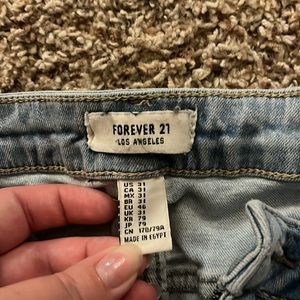 FOREVER 21
LOS ANGELES
US 31
CA 31
MX 31
BR 31
EU 46
UK 31
KR 79
JP 79
CN 170/79A
MADE IN EGYPT